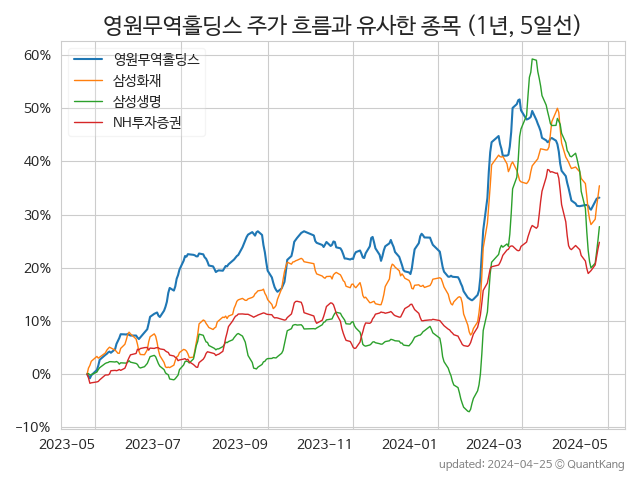 영원무역홀딩스 주가 흐름과 유사한 종목 (1년, 5일선)
60%
50%
40%
30%
20%
10%
0%
−10%
영원무역홀딩스
삼성화재
삼성생명
NH투자증권
2023-05 2023-07 2023-09 2023-11 2024-01 2024-03 2024-05
updated: 2024-04-25 © QuantKang